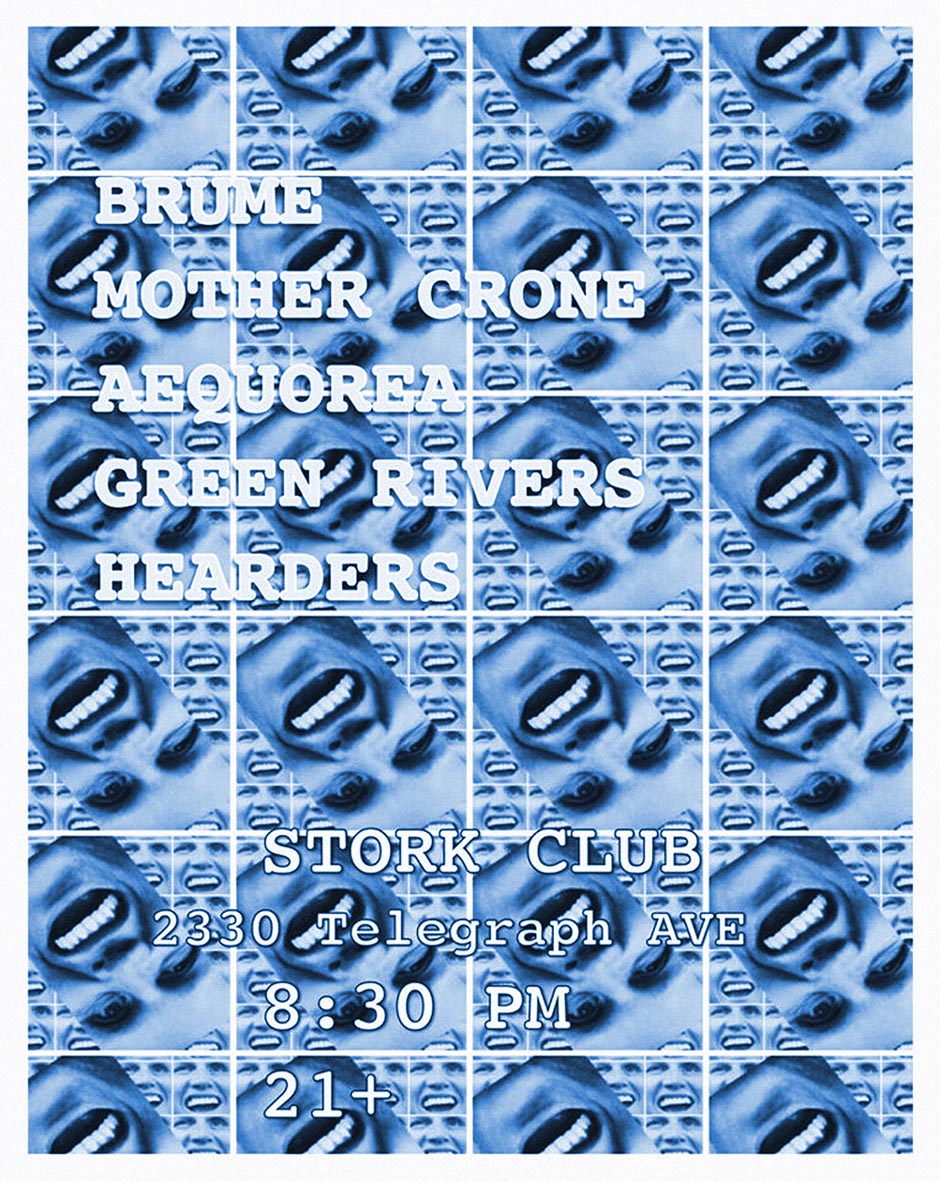 BRUME
MOTHER CRONE
AEQUOREA
GREEN RIVERS
HEARDERS
STORK CLUB
2330 Telegraph AVE
8:30 PM
21+